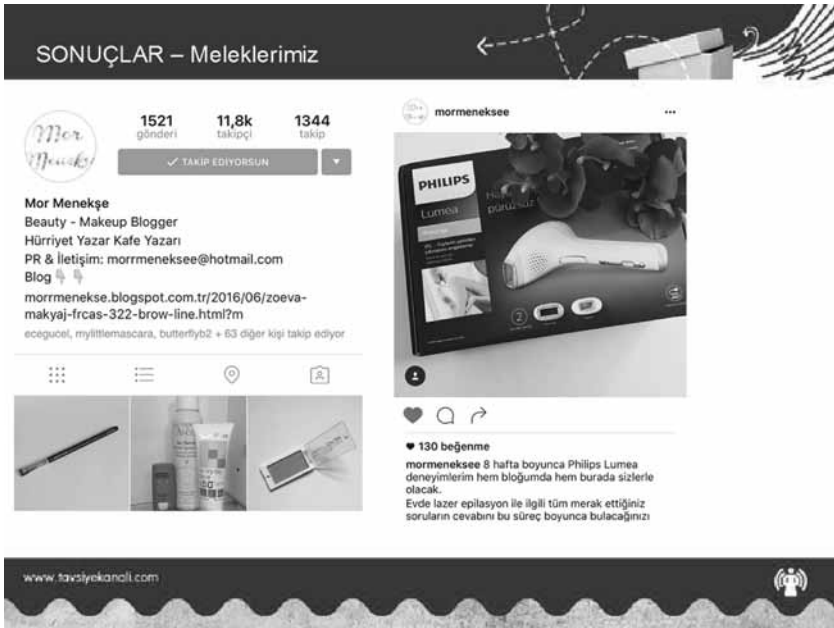 SONUÇLAR – Meleklerimiz
Mor
1521 11,8k 1344
gönderi takipçi takip
TAKİP EDİYORSUN
Mor Menekşe
Beauty - Makeup Blogger
Hürriyet Yazar Kafe Yazarı
PR & İletişim: morrmeneksee@hotmail.com
Blog
morrmenekse.blogspot.com.tr/2016/06/zoeva-
makyaj-frcas-322-brow-line.html?m
ecegucel, mylittlemascara, butterflyb2 + 63 diğer kişi takip ediyor
mormeneksee
PHILIPS
Lumea
pürüzsüz
2
130 beğenme
mormeneksee 8 hafta boyunca Philips Lumea
deneyimlerim hem bloğumda hem burada sizlerle
olacak.
Evde lazer epilasyon ile ilgili tüm merak ettiğiniz
soruların cevabını bu süreç boyunca bulacağınızı
www.tavsiyekanali.com